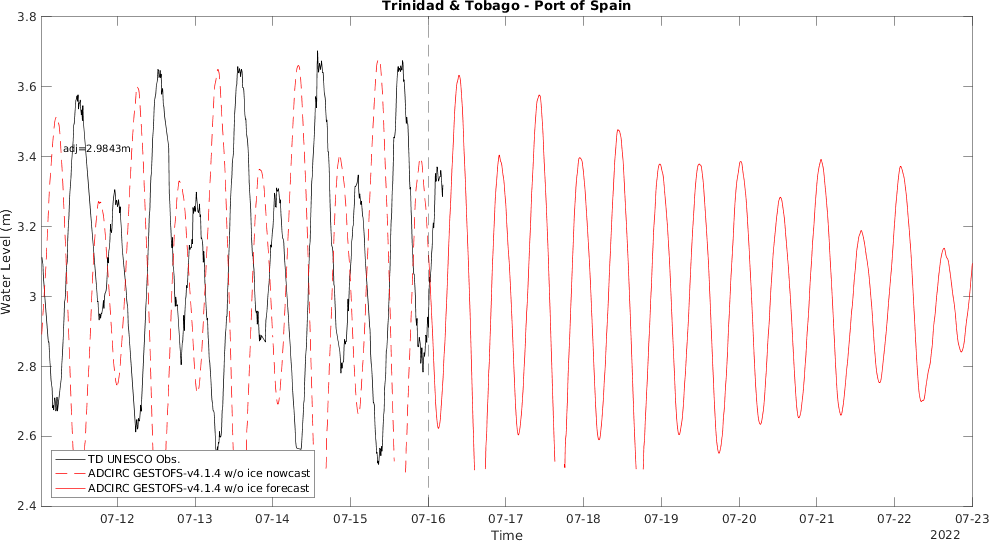 Trinidad & Tobago - Port of Spain
3.8
3.6
3.4
3.2
3
2.8
2.6
2.4
Water Level (m)
adj=2.9843m
TD UNESCO Obs.
ADCIRC GESTOFS-v4.1.4 w/o ice nowcast
ADCIRC GESTOFS-v4.1.4 w/o ice forecast
07-12 07-13 07-14 07-15 07-16 07-17 07-18 07-19 07-20 07-21 07-22 07-23
Time
2022